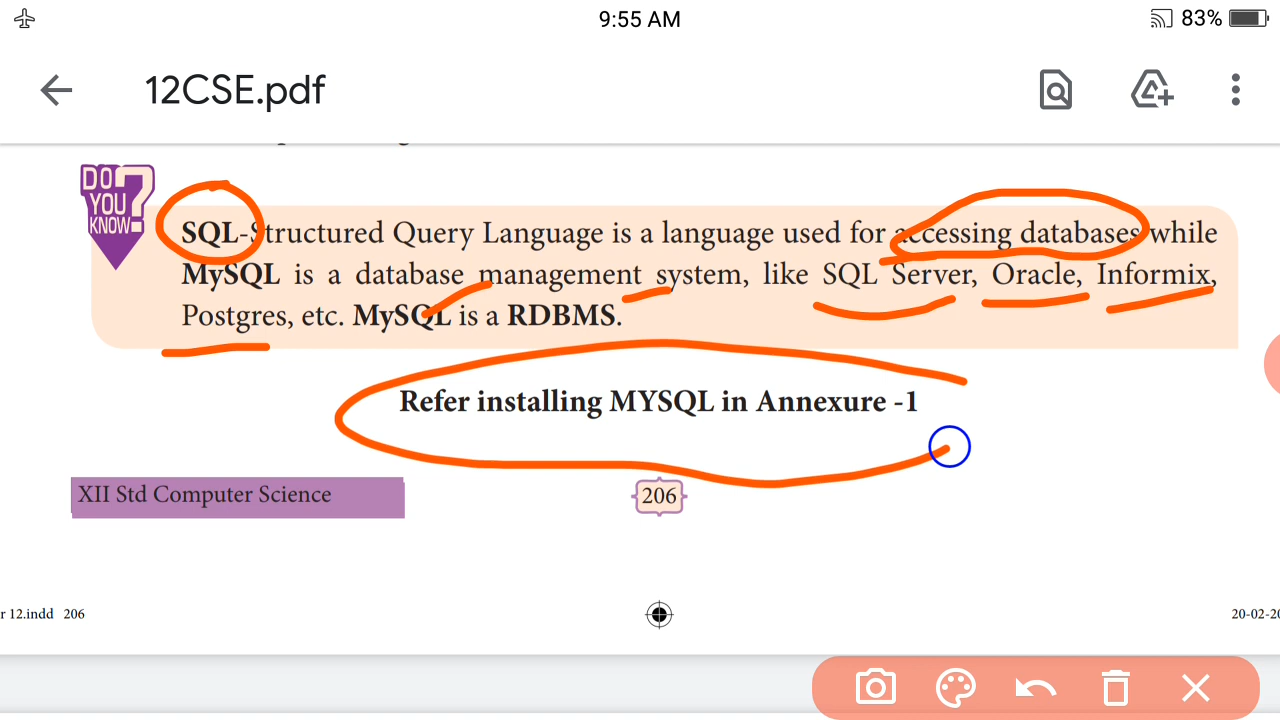 9:55 AM
83%
12CSE.pdf
DO
YOU
KNOW
?
SQL-Structured Query Language is a language used for accessing databases while
MySQL is a database management system, like SQL Server, Oracle, Informix,
Postgres, etc. MySQL is a RDBMS.
Refer installing MYSQL in Annexure -1
XII Std Computer Science
206
r 12.indd 206
20-02-20